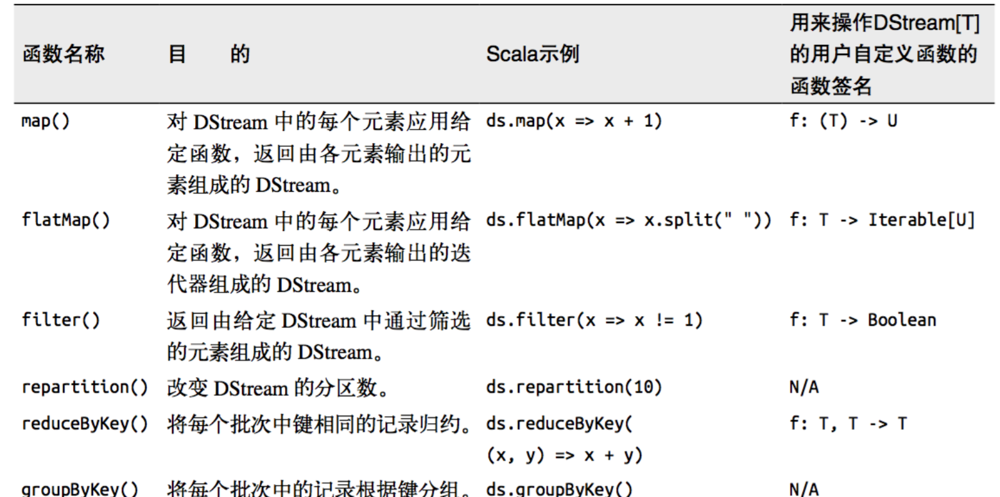 函数名称 目 的 Scala示例 用来操作DStream[T]
的用户自定义函数的
函数签名
map() 对 DStream 中的每个元素应用给 ds.map(x => x + 1) f: (T) -> U
定函数，返回由各元素输出的元
素组成的 DStream。
flatMap() 对 DStream 中的每个元素应用给 ds.flatMap(x => x.split(" ")) f: T -> Iterable[U]
定函数，返回由各元素输出的迭
代器组成的 DStream。
filter() 返回由给定 DStream 中通过筛选 ds.filter(x => x != 1) f: T -> Boolean
的元素组成的 DStream。
repartition() 改变 DStream 的分区数。 ds.repartition(10) N/A
reduceByKey() 将每个批次中键相同的记录归约。 ds.reduceByKey( f: T, T -> T
(x, y) => x + y)
groupByKey() 将每个批次中的记录根据键分组。 ds.groupByKey() N/A